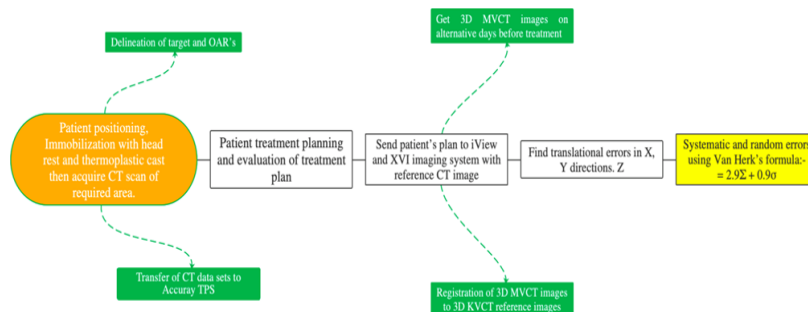 Delineation of target and OAR's
Get 3D MVCT images on
alternative days before treatment
Patient positioning,
Immobilization with head
rest and thermoplastic cast
then acquire CT scan of
required area.
Patient treatment planning
and evaluation of treatment
plan
Send patient's plan to iView
and XVI imaging system with
reference CT image
Find translational errors in X,
Y directions. Z
Systematic and random errors
using Van Herk's formula:-
= 2.9Σ + 0.9σ
Transfer of CT data sets to
Accuray TPS
Registration of 3D MVCT images
to 3D KVCT reference images